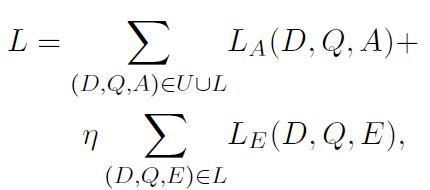 L = ∑_{(D,Q,A)∈U∪L} L_A(D, Q, A)+
η ∑_{(D,Q,E)∈L} L_E(D, Q, E),